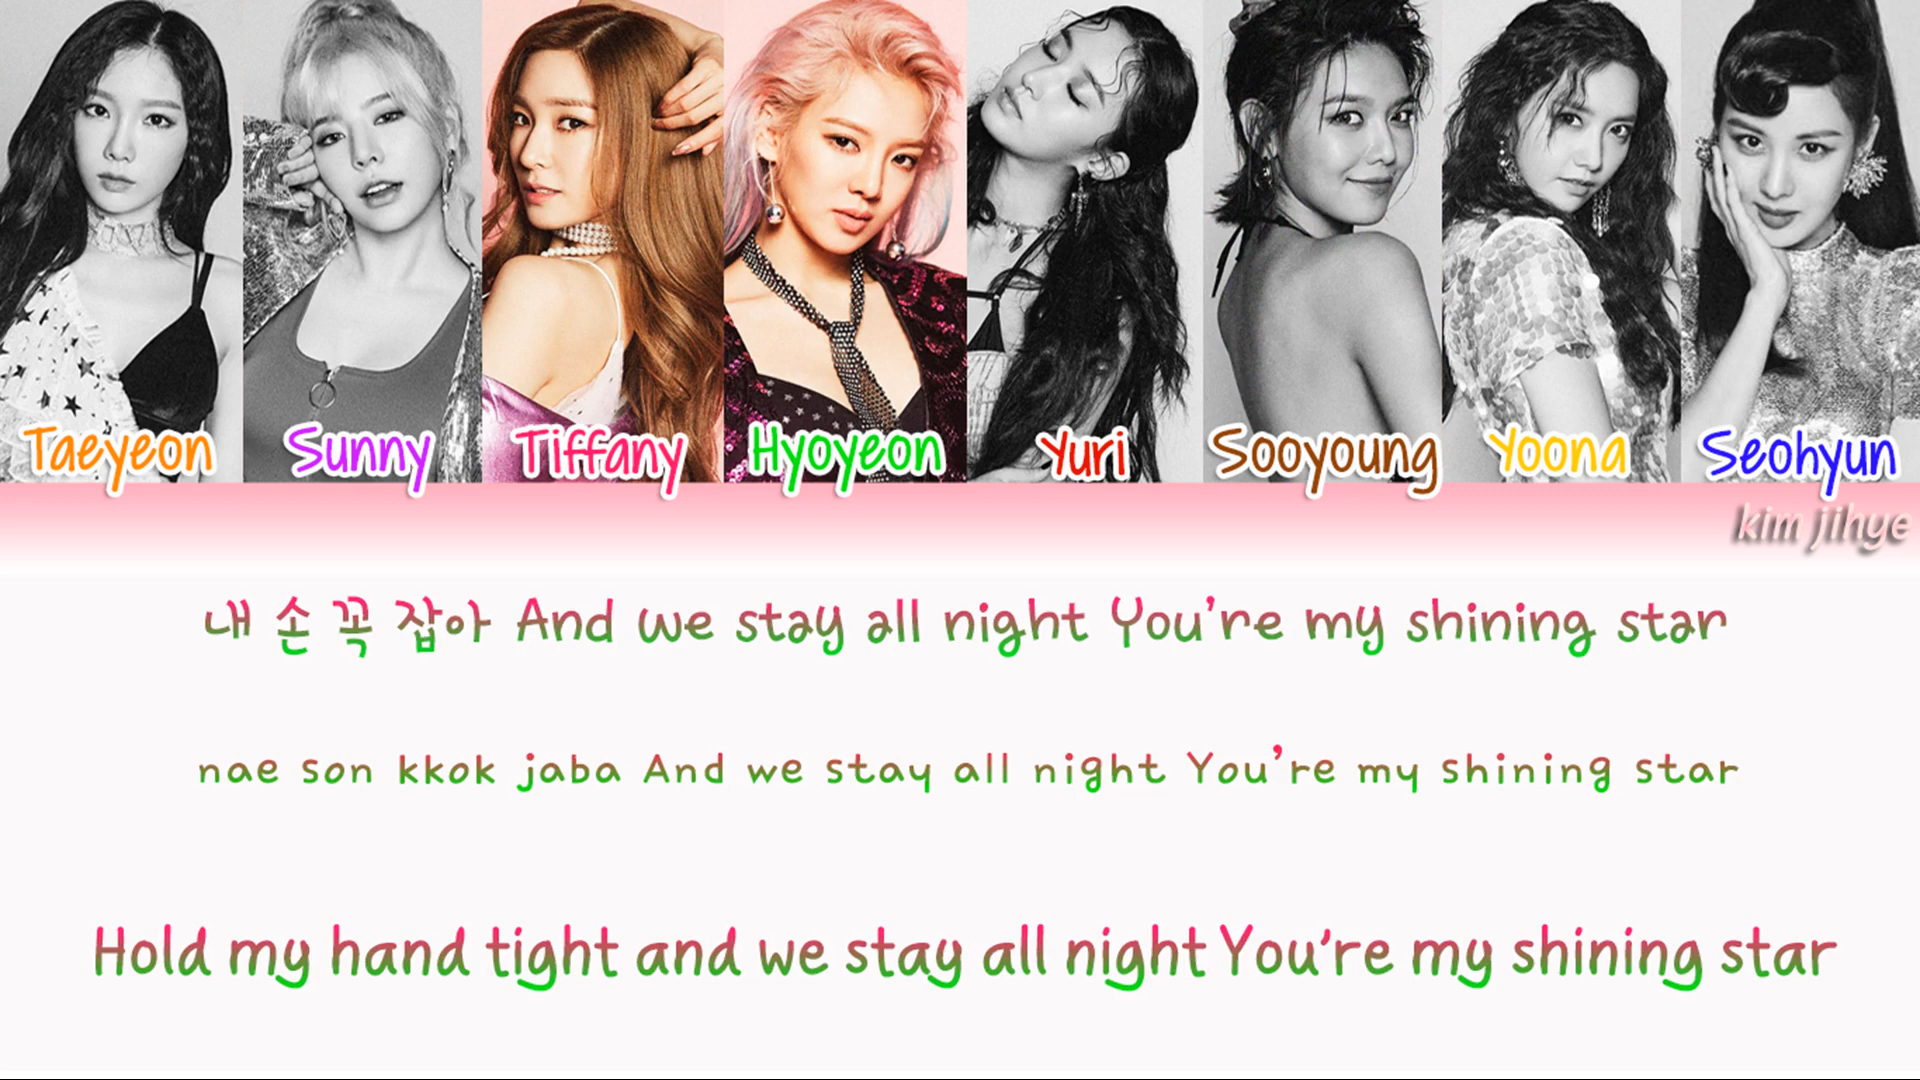 Taeyeon Sunny Tiffany Hyoyeon Yuri Sooyoung Yoona Seohyun
kim jihye
내 손 꼭 잡아 And we stay all night You're my shining star
nae son kkok jaba And we stay all night You're my shining star
Hold my hand tight and we stay all night You're my shining star